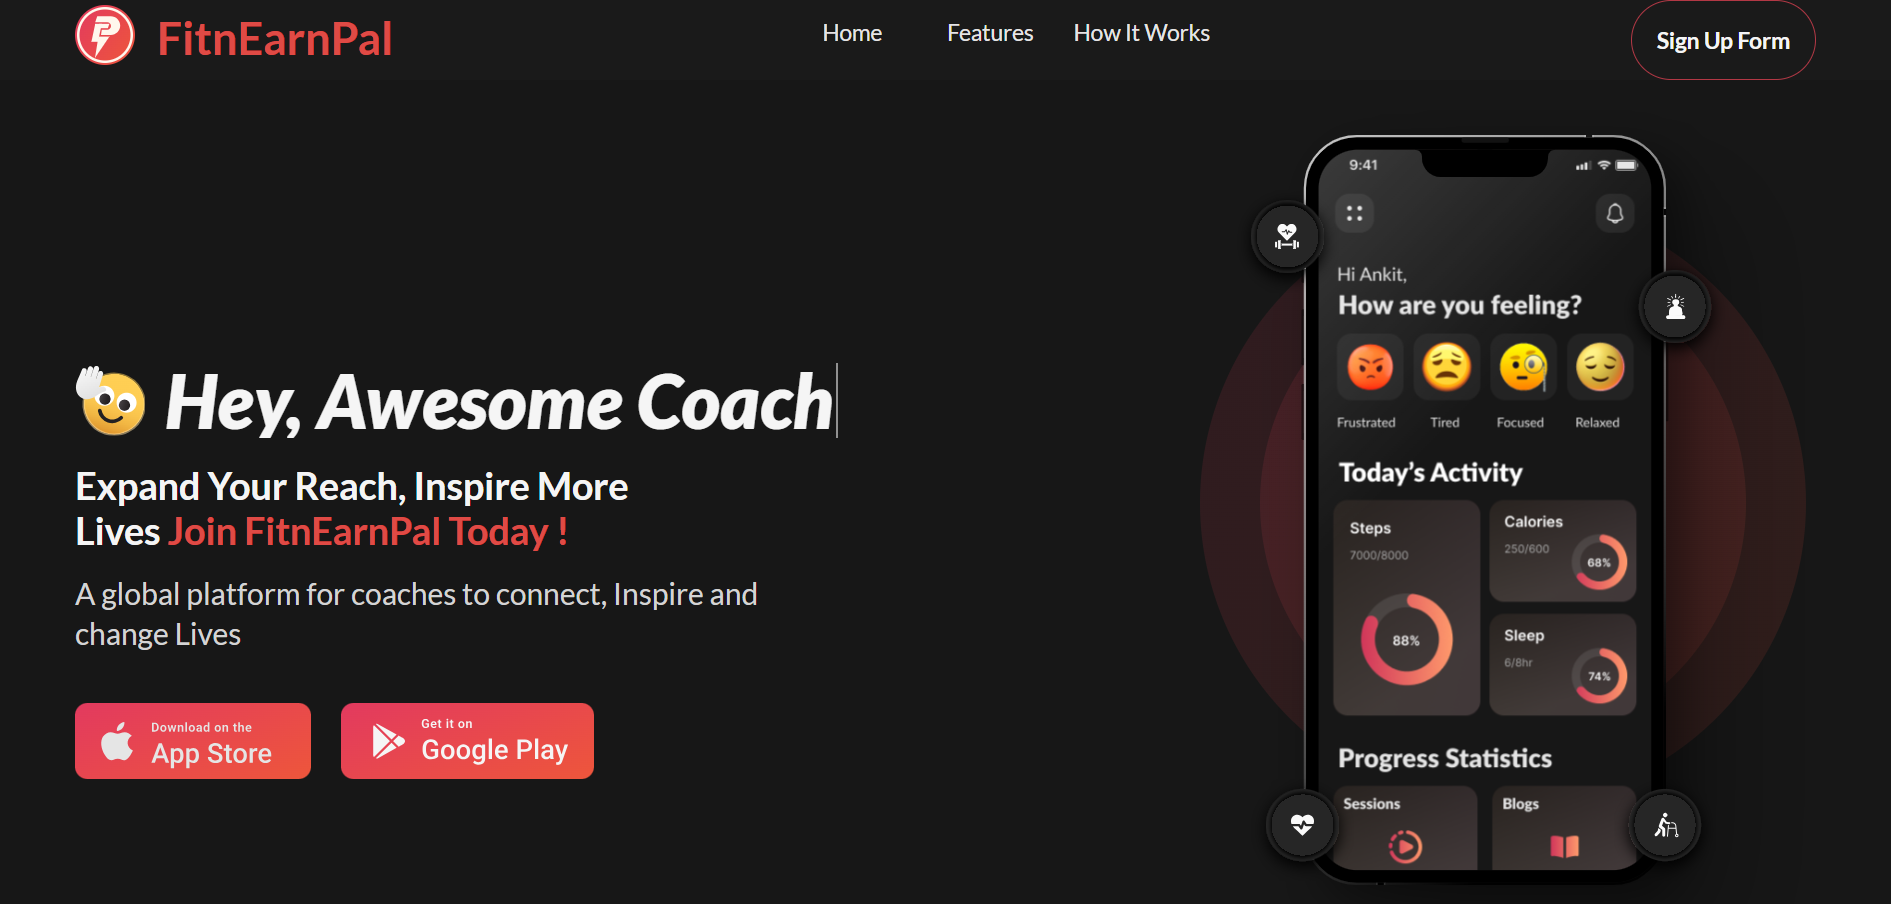 FitnEarnPal
Home
Features
How It Works
Sign Up Form
Hey, Awesome Coach
Expand Your Reach, Inspire More
Lives Join FitnEarnPal Today !
A global platform for coaches to connect, Inspire and
change Lives
Download on the
App Store
Get it on
Google Play
9:41
Hi Ankit,
How are you feeling?
Frustrated
Tired
Focused
Relaxed
Today's Activity
Steps
7000/8000
88%
Calories
250/600
68%
Sleep
6/8hr
74%
Progress Statistics
Sessions
Blogs